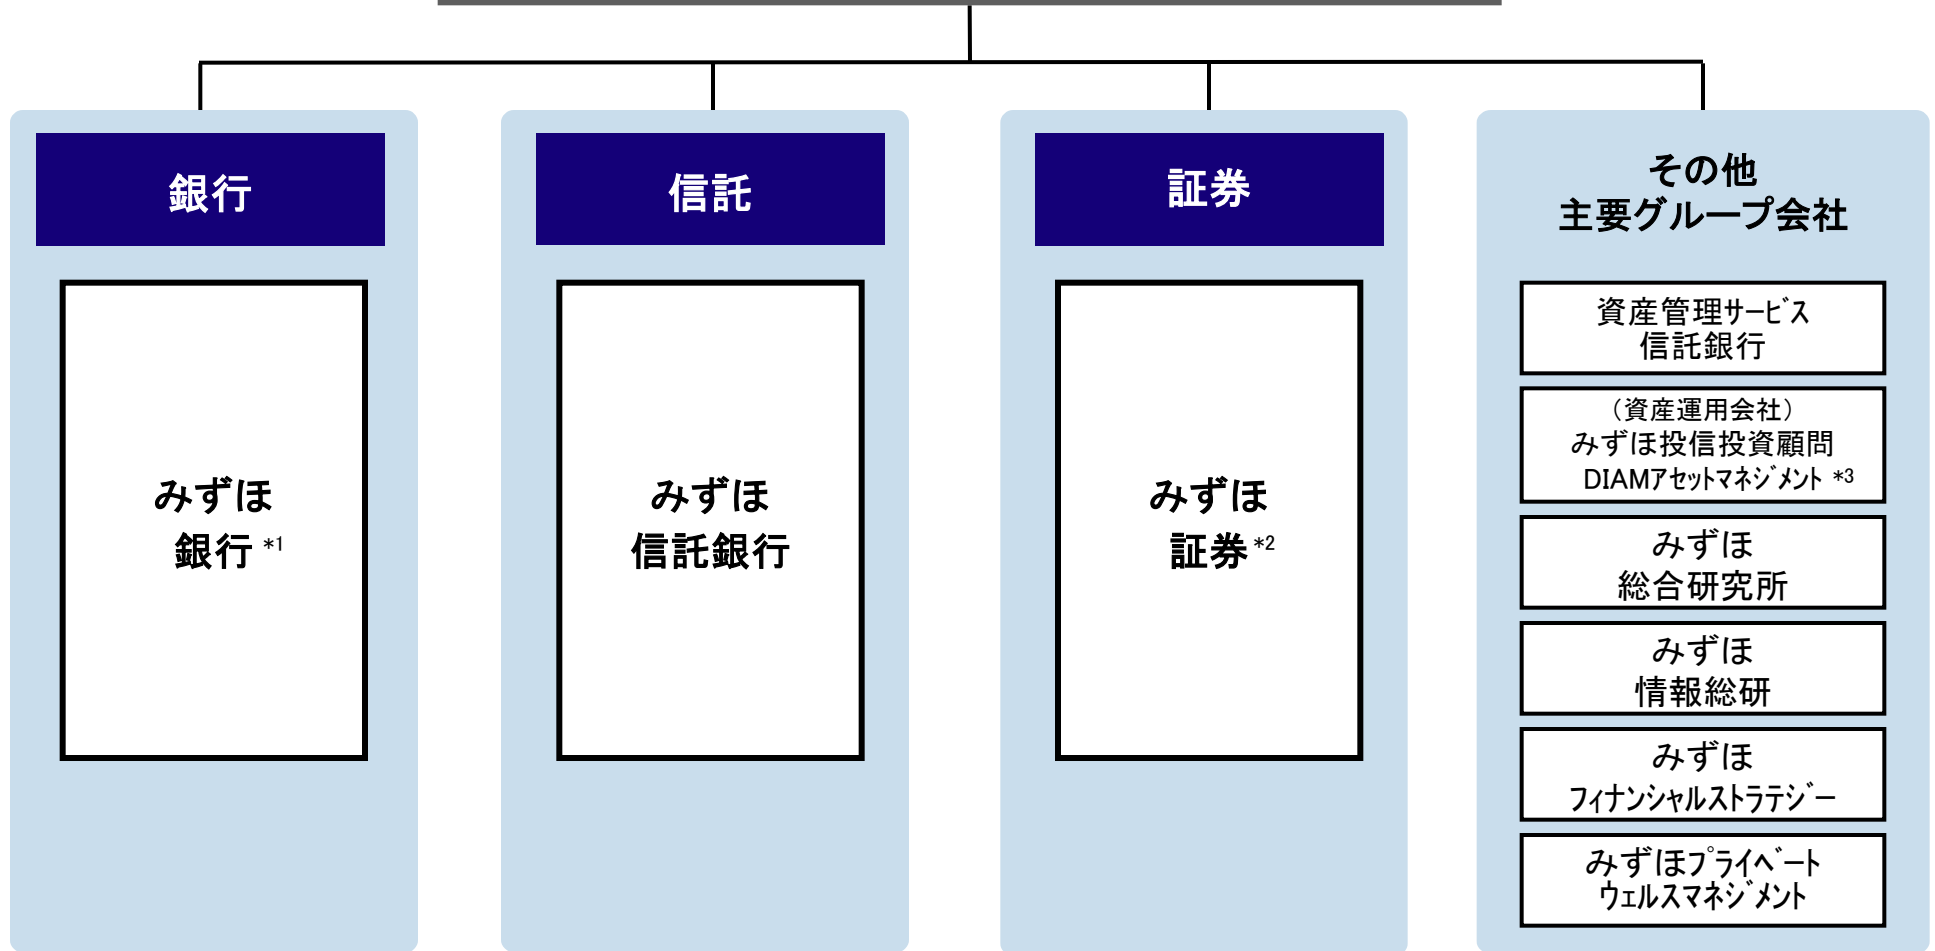 銀行
みずほ
銀行 *1
信託
みずほ
信託銀行
証券
みずほ
証券 *2
その他
主要グループ会社
資産管理ｻｰﾋﾞｽ
信託銀行
（資産運用会社）
みずほ投信投資顧問
DIAMｱｾｯﾄﾏﾈｼﾞﾒﾝﾄ *3
みずほ
総合研究所
みずほ
情報総研
みずほ
ﾌｨﾅﾝｼｬﾙｽﾄﾗﾃｼﾞｰ
みずほﾌﾟﾗｲﾍﾞｰﾄ
ｳｪﾙｽﾏﾈｼﾞﾒﾝﾄ